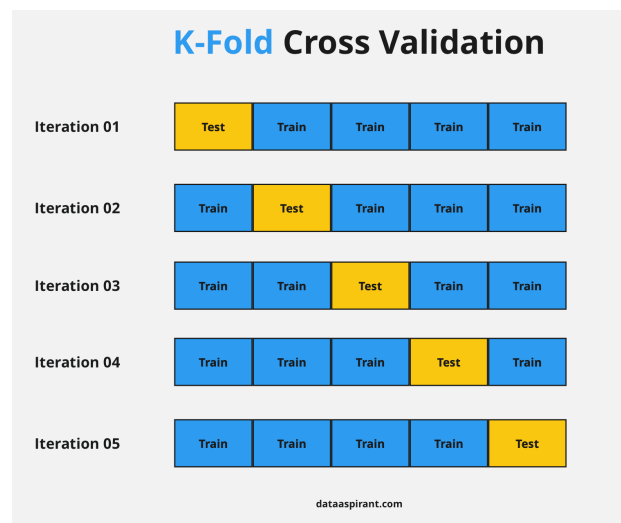 K-Fold Cross Validation
Iteration 01 Test Train Train Train Train
Iteration 02 Train Test Train Train Train
Iteration 03 Train Train Test Train Train
Iteration 04 Train Train Train Test Train
Iteration 05 Train Train Train Train Test
dataaspirant.com